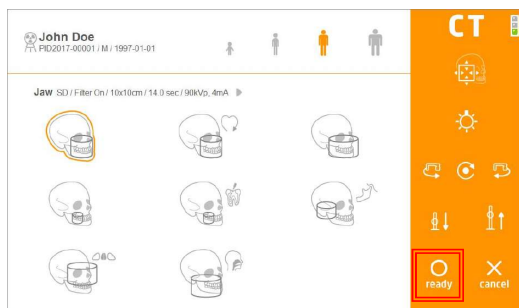 John Doe
PID2017-00001 / M / 1997-01-01
CT
Jaw SD / Filter On / 10x10cm / 14.0 sec / 90kVp, 4mA
ready
cancel